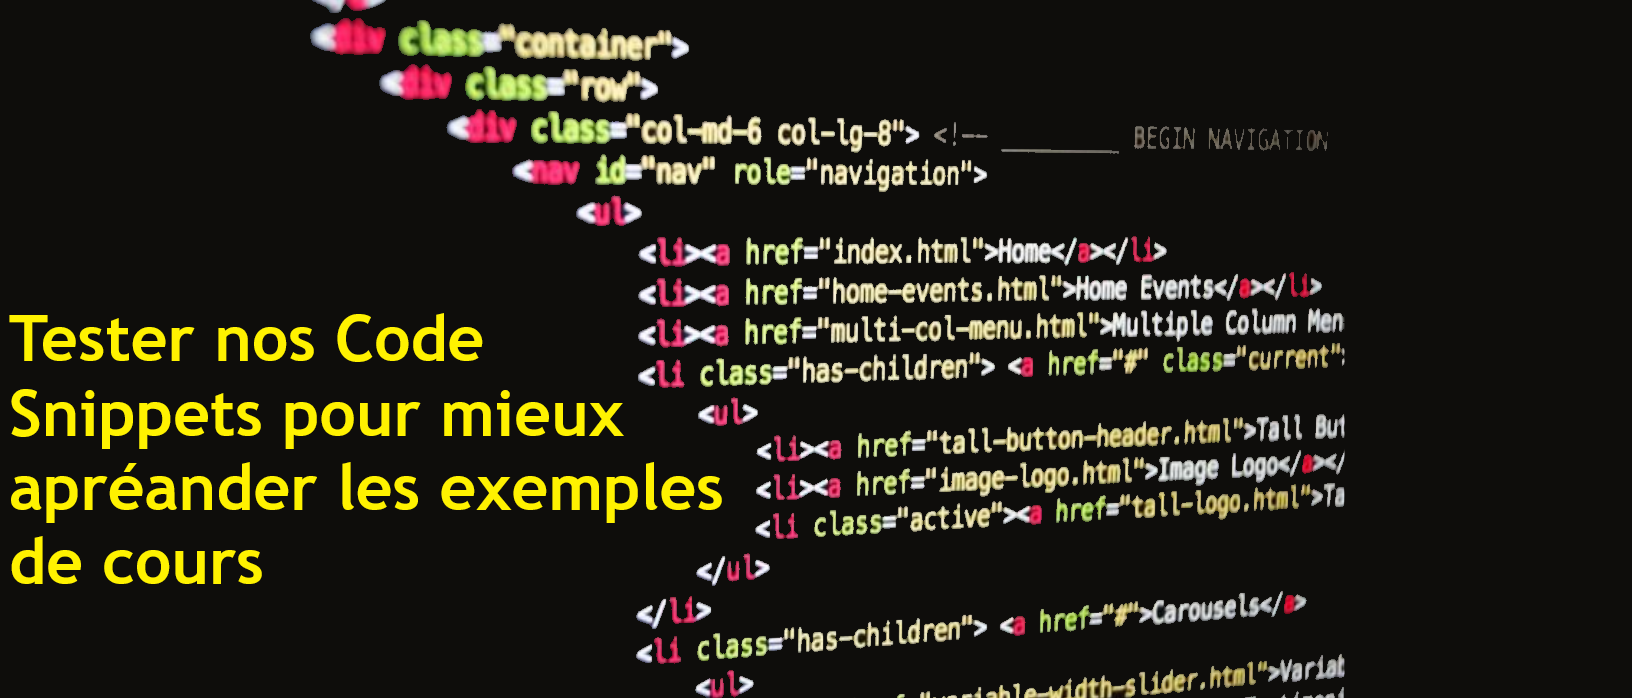 <div class="container">
<div class="row">
<div class="col-md-6 col-lg-8"> <!-- __________ BEGIN NAVIGATION
<nav id="nav" role="navigation">
<ul>
<li><a href="index.html">Home</a></li>
<li><a href="home-events.html">Home Events</a></li>
<li><a href="multi-col-menu.html">Multiple Column Men
<li class="has-children"> <a href="#" class="current"
<ul>
<li><a href="tall-button-header.html">Tall But
<li><a href="image-logo.html">Image Logo</a></
<li class="active"><a href="tall-logo.html">Ta
</ul>
</li>
<li class="has-children"> <a href="#">Carousels</a>
<ul>
"variable-width-slider.html">Variab
Tester nos Code
Snippets pour mieux
apréander les exemples
de cours